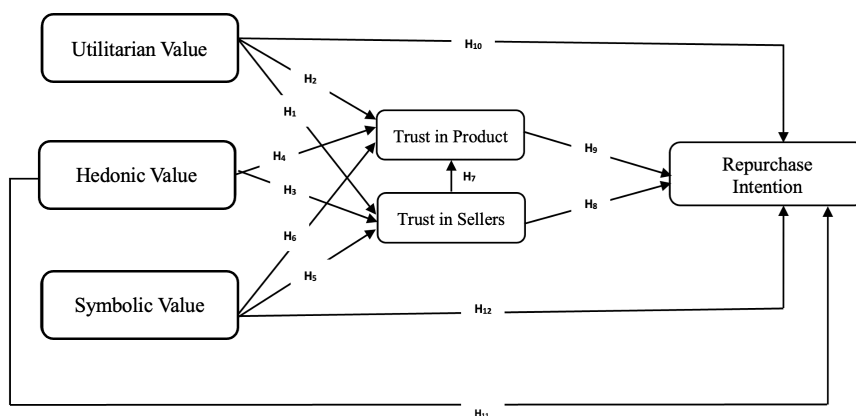 Utilitarian Value
H10
H2
H1
Trust in Product
H9
Repurchase
Intention
H4
Hedonic Value
H3
H7
Trust in Sellers
H8
H6
H5
Symbolic Value
H12
H11